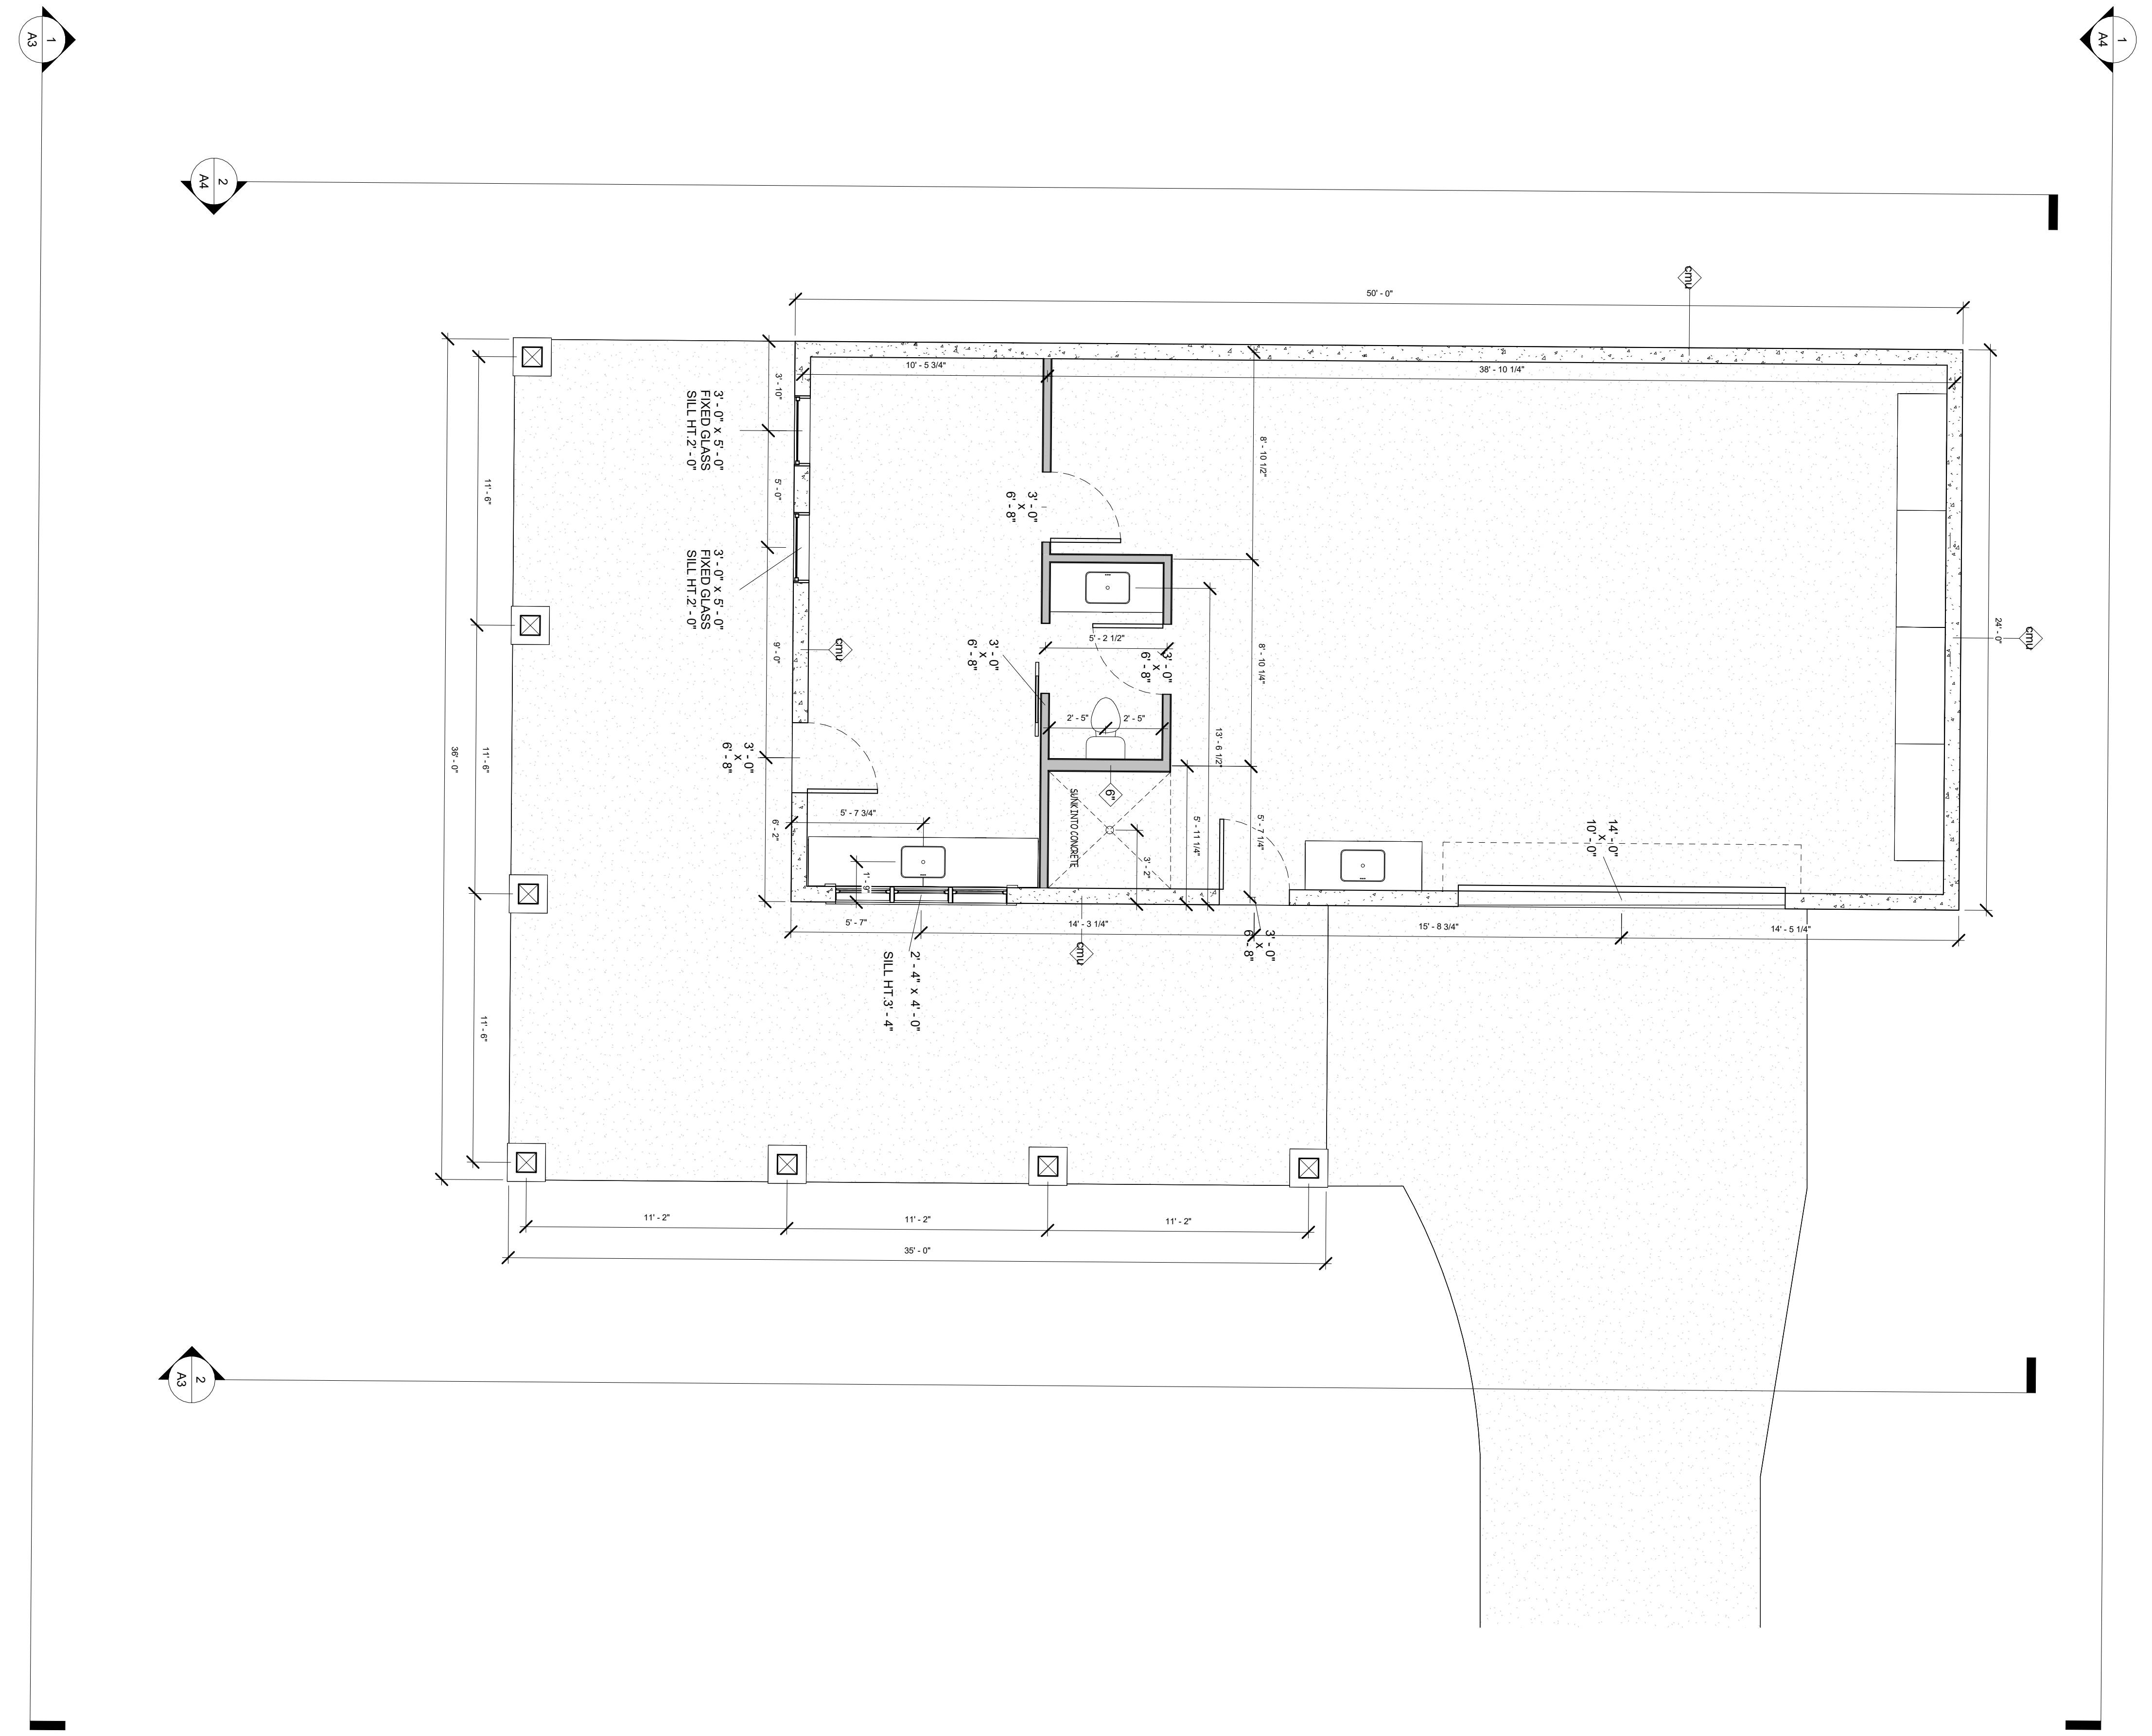 1
A3
1
A4
2
A4
cmu
50' - 0"
10' - 5 3/4"
38' - 10 1/4"
3' - 10"
3' - 0" x 5' - 0"
FIXED GLASS
SILL HT.2' - 0"
8' - 10 1/2"
11' - 6"
5' - 0"
3' - 0"
x
6' - 8"
3' - 0" x 5' - 0"
FIXED GLASS
SILL HT.2' - 0"
24' - 0"
cmu
5' - 2 1/2"
cmu
9' - 0"
3' - 0"
x
6' - 8"
3' - 0"
x
6' - 8"
8' - 10 1/4"
2' - 5"
2' - 5"
13' - 6 1/2"
36' - 0"
11' - 6"
3' - 0"
x
6' - 8"
6"
SUNK INTO CONCRETE
5' - 7 3/4"
6' - 2"
5' - 11 1/4"
5' - 7 1/4"
14' - 0"
x
10' - 0"
3' - 2"
1' - 9"
5' - 7"
14' - 3 1/4"
15' - 8 3/4"
14' - 5 1/4"
cmu
3' - 0"
x
6' - 8"
2' - 4" x 4' - 0"
SILL HT.3' - 4"
11' - 6"
11' - 2"
11' - 2"
11' - 2"
35' - 0"
2
A3